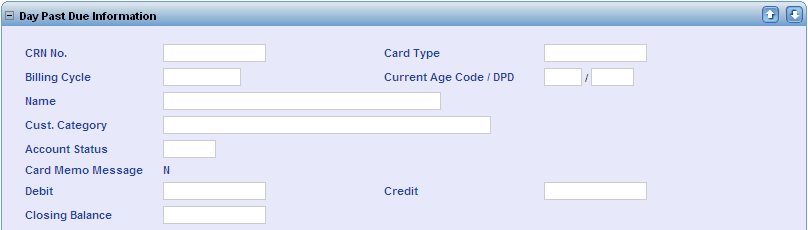 Day Past Due Information
CRN No. Card Type
Billing Cycle Current Age Code / DPD /
Name
Cust. Category
Account Status
Card Memo Message N
Debit Credit
Closing Balance